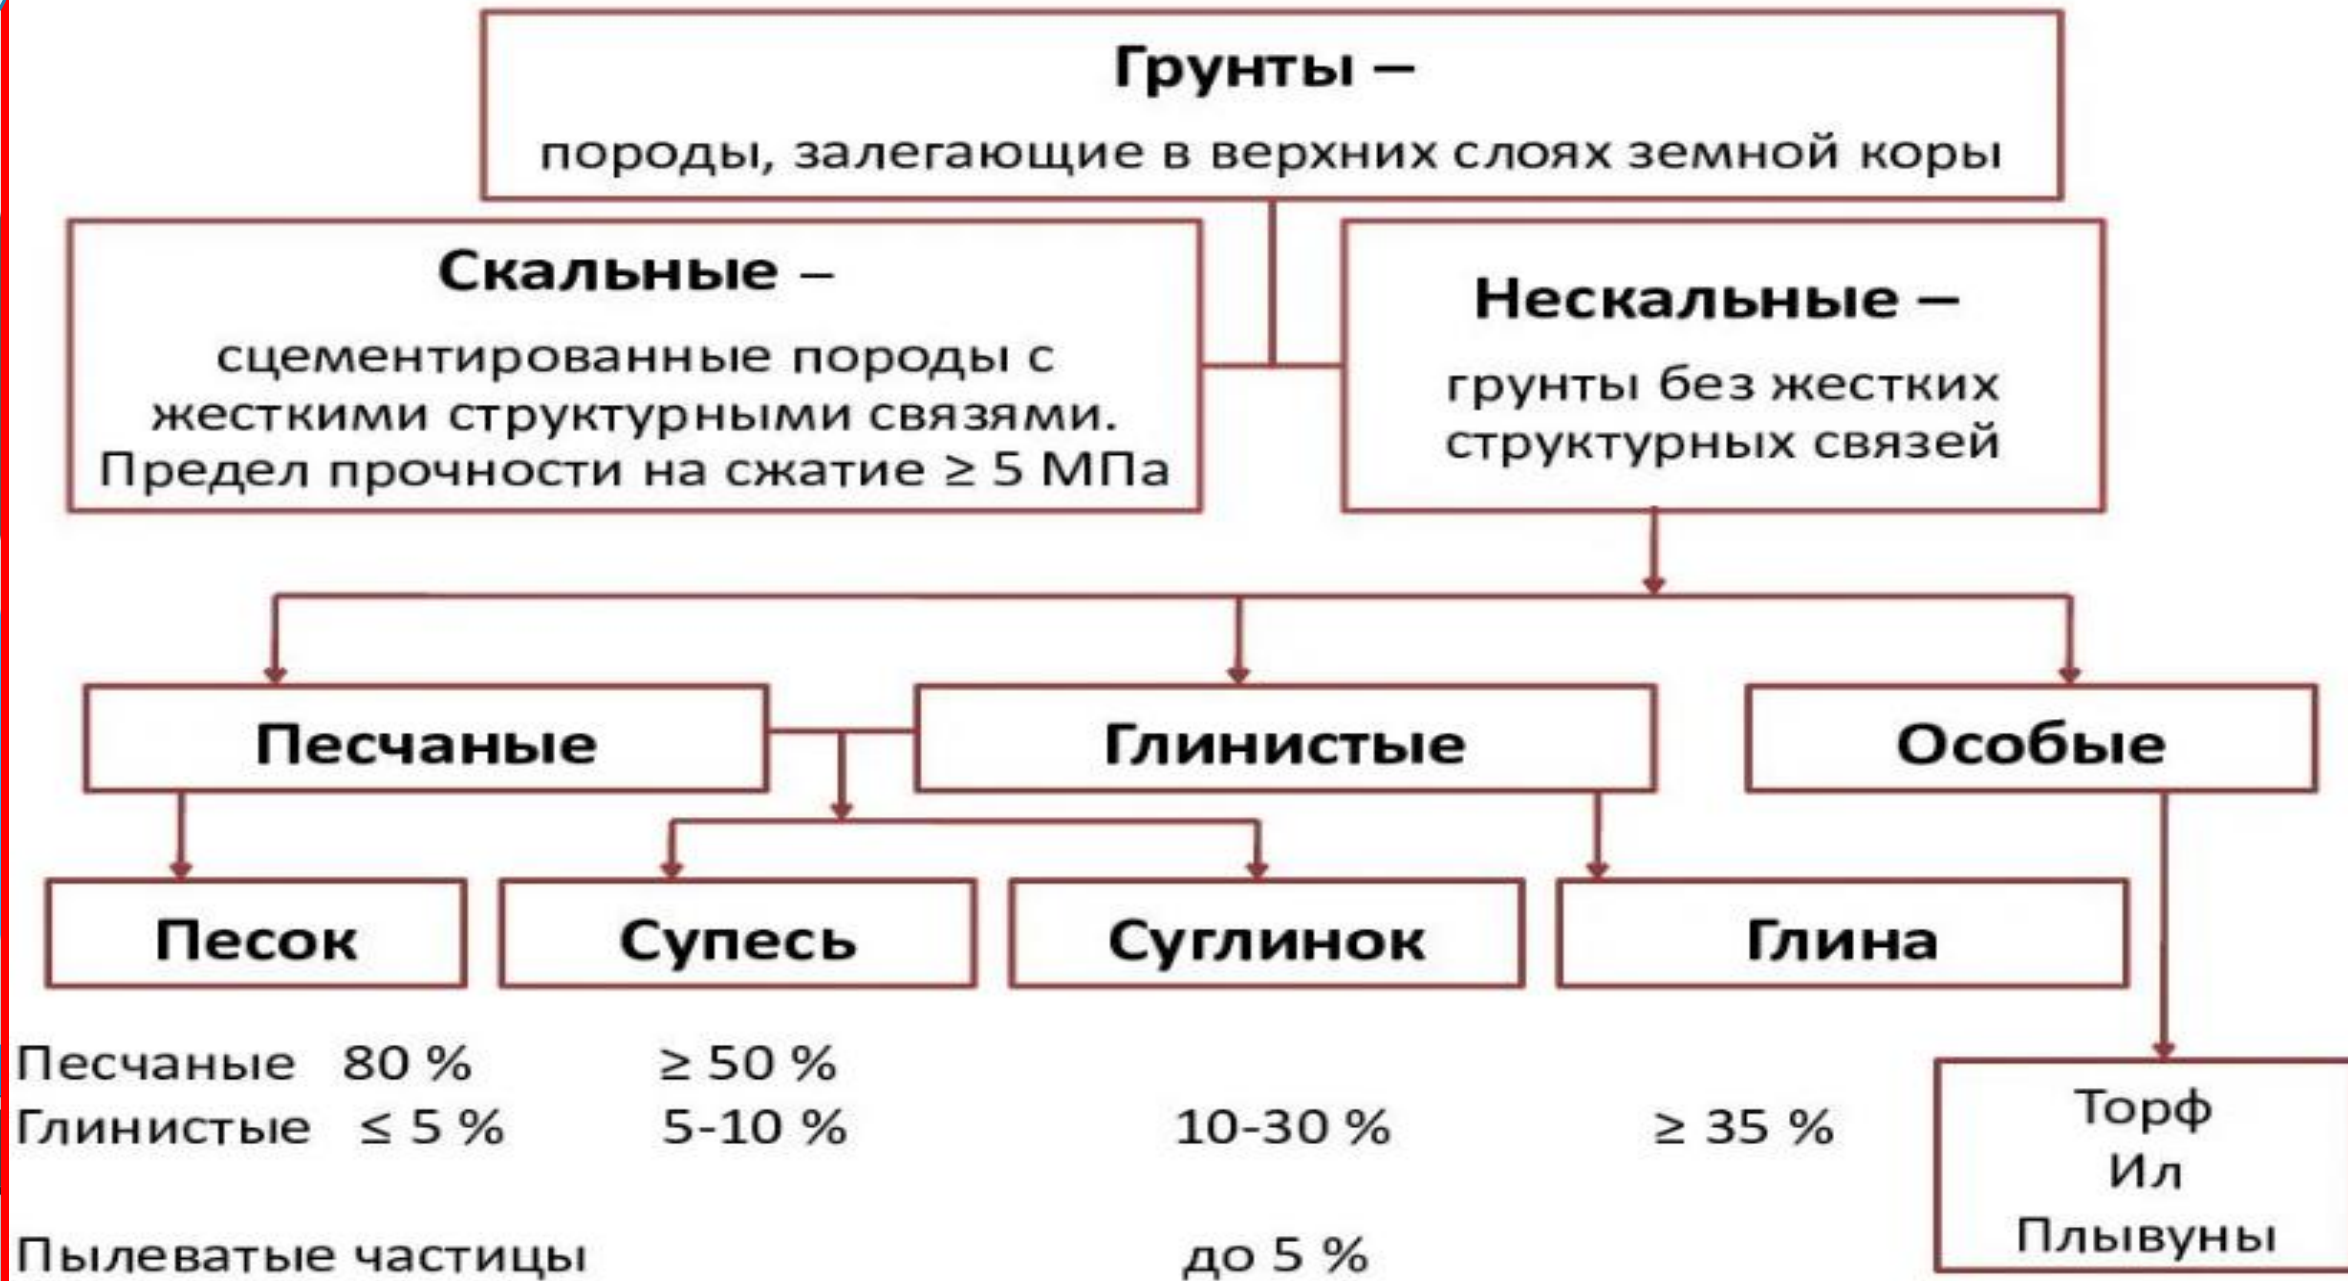 Грунты –
породы, залегающие в верхних слоях земной коры
Скальные –
сцементированные породы с
жесткими структурными связями.
Предел прочности на сжатие ≥ 5 МПа
Нескальные –
грунты без жестких
структурных связей
Песчаные
Глинистые
Особые
Песок
Супесь
Суглинок
Глина
Песчаные 80 % ≥ 50 %
Глинистые ≤ 5 % 5-10 % 10-30 % ≥ 35 %
Пылеватые частицы до 5 %
Торф
Ил
Плывуны